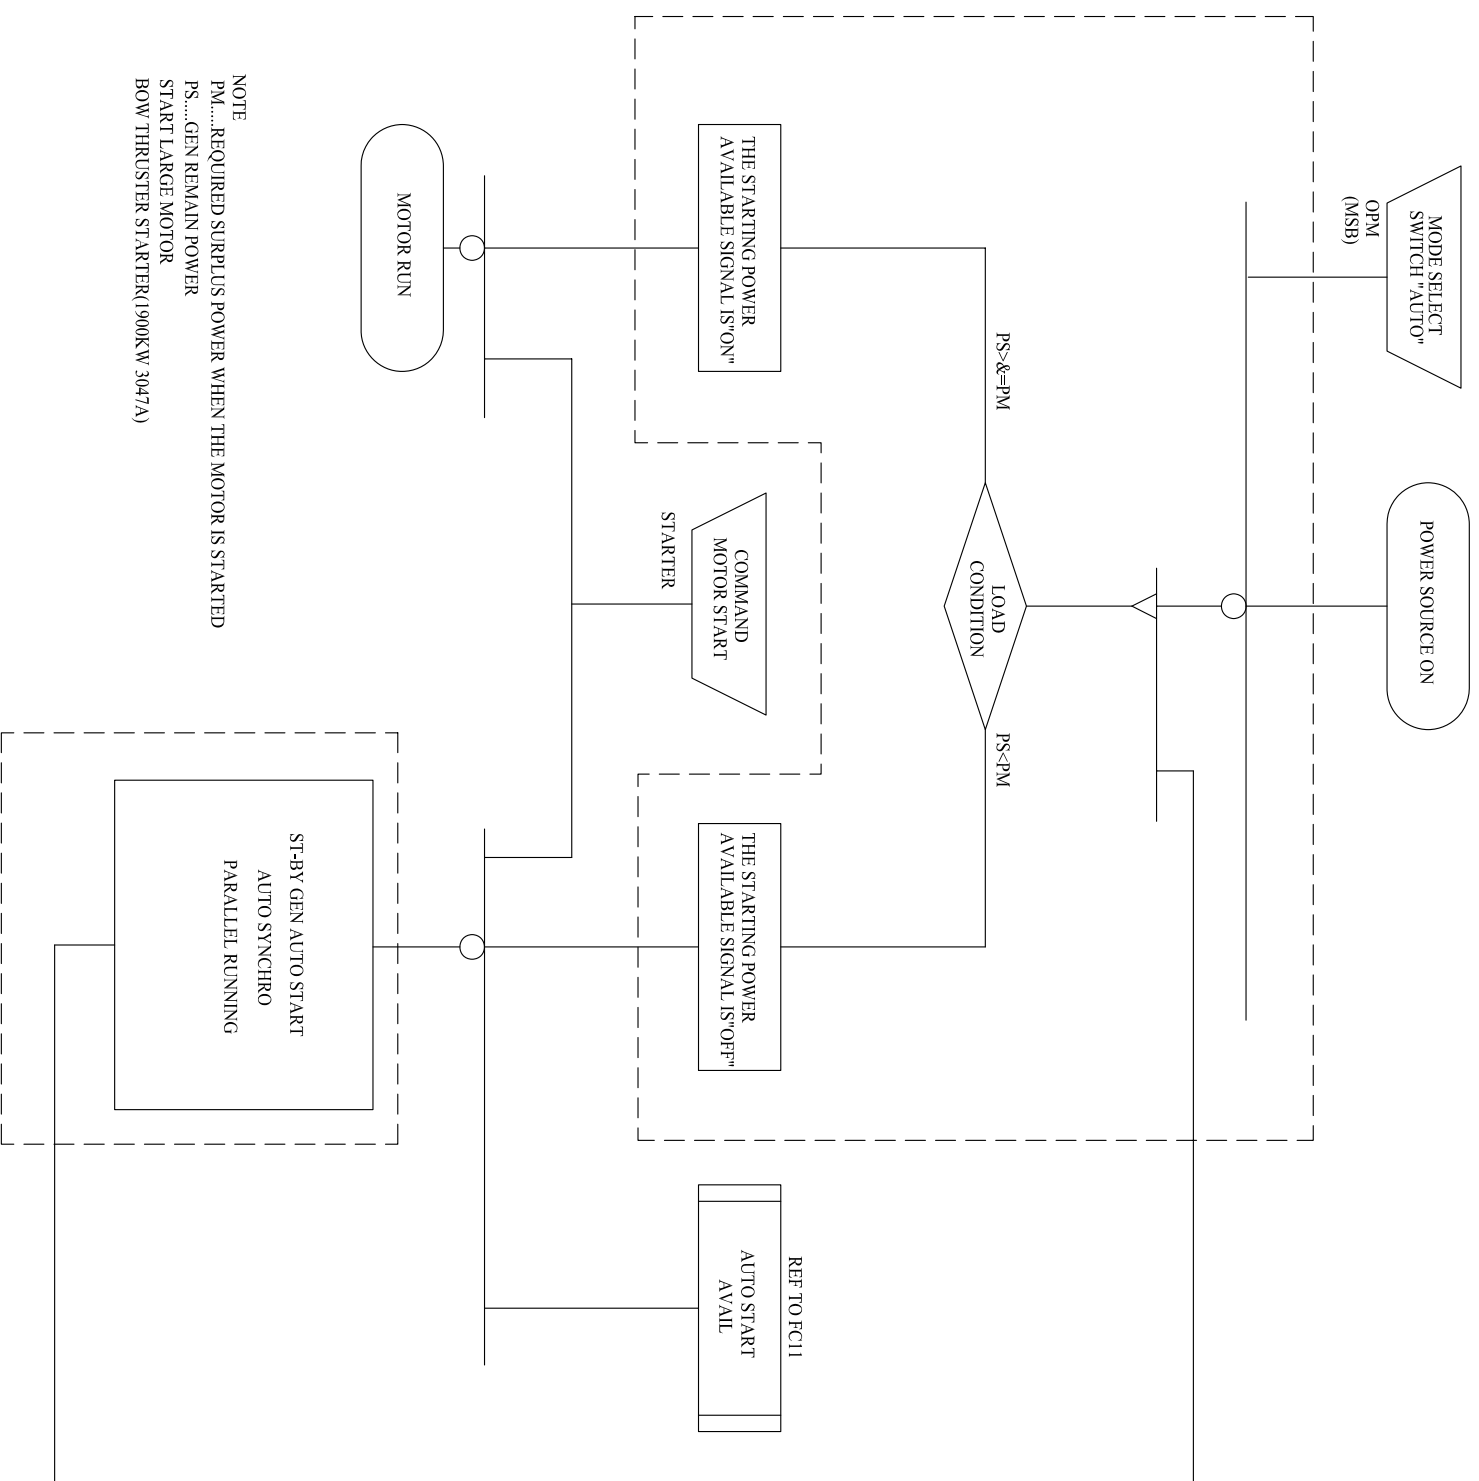 MODE SELECT
SWITCH "AUTO"
OPM
(MSB)
POWER SOURCE ON
PS>&=PM
LOAD
CONDITION
PS<PM
THE STARTING POWER
AVAILABLE SIGNAL IS"ON"
COMMAND
MOTOR START
STARTER
THE STARTING POWER
AVAILABLE SIGNAL IS"OFF"
REF TO FC11
AUTO START
AVAIL
MOTOR RUN
ST-BY GEN AUTO START
AUTO SYNCHRO
PARALLEL RUNNING
NOTE
PM.....REQUIRED SURPLUS POWER WHEN THE MOTOR IS STARTED
PS.....GEN REMAIN POWER
START LARGE MOTOR
BOW THRUSTER STARTER(1900KW 3047A)